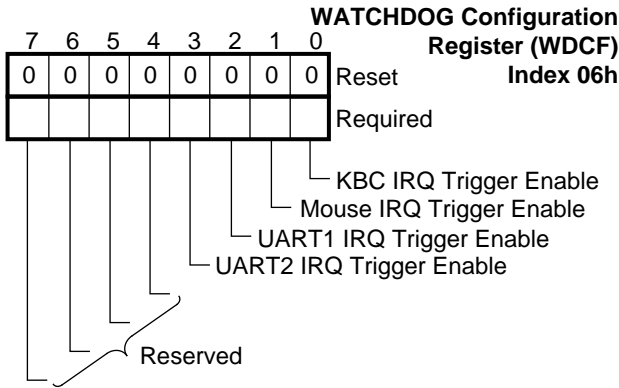 WATCHDOG Configuration
Register (WDCF)
Index 06h
7 6 5 4 3 2 1 0
0 0 0 0 0 0 0 0 Reset
Required
KBC IRQ Trigger Enable
Mouse IRQ Trigger Enable
UART1 IRQ Trigger Enable
UART2 IRQ Trigger Enable
Reserved